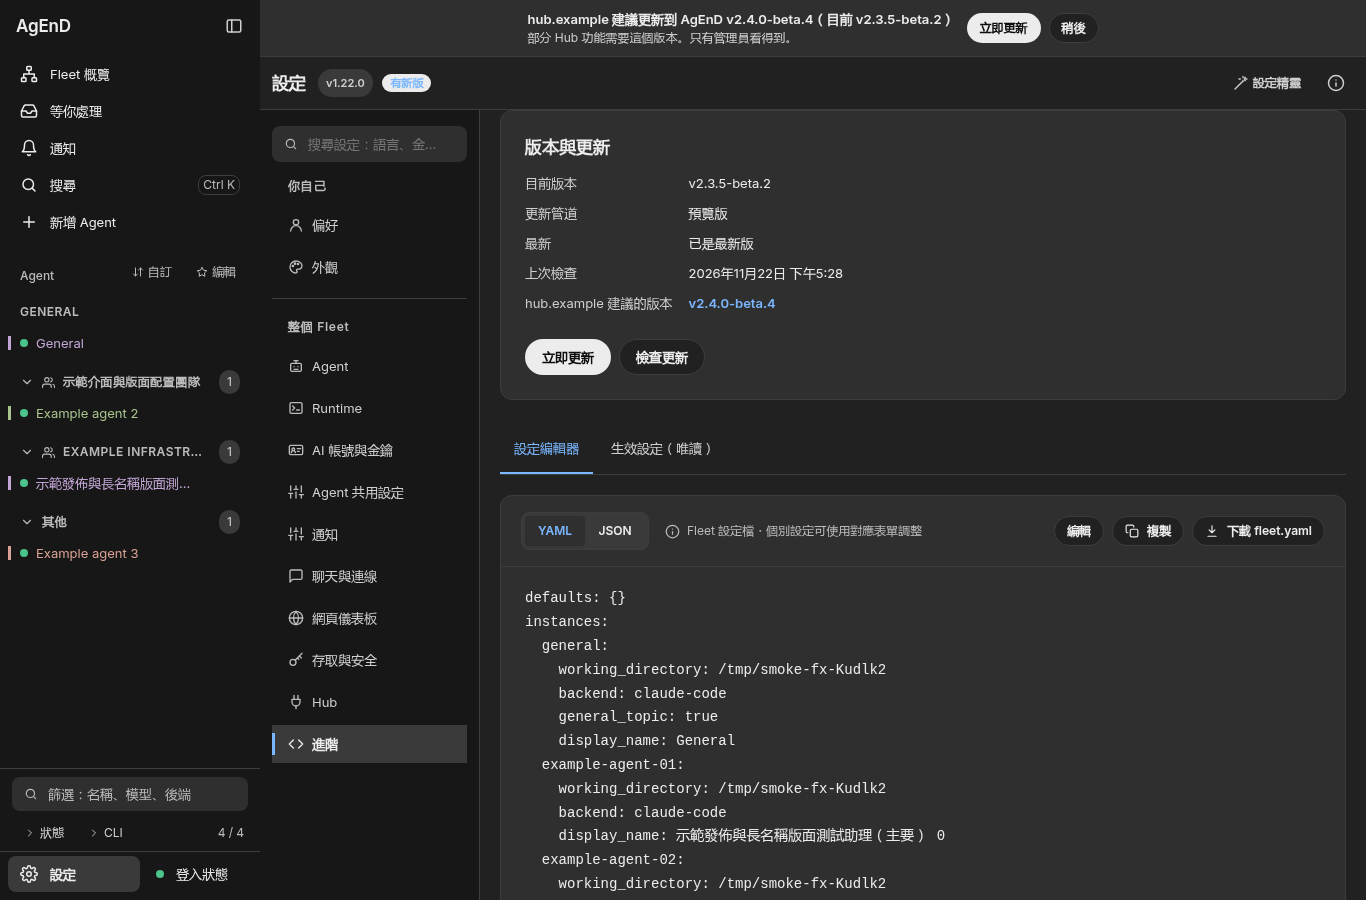 AgEnD
Fleet 概覽
等你處理
通知
搜尋
Ctrl K
新增 Agent
Agent
自訂
編輯
GENERAL
General
示範介面與版面配置團隊
1
Example agent 2
EXAMPLE INFRASTR...
1
示範發佈與長名稱版面測...
其他
1
Example agent 3
篩選：名稱、模型、後端
狀態
CLI
4 / 4
設定
登入狀態
hub.example 建議更新到 AgEnD v2.4.0-beta.4（目前 v2.3.5-beta.2）
部分 Hub 功能需要這個版本。只有管理員看得到。
立即更新
稍後
設定
v1.22.0
有新版
設定精靈
搜尋設定：語言、金...
你自己
偏好
外觀
整個 Fleet
Agent
Runtime
AI 帳號與金鑰
Agent 共用設定
通知
聊天與連線
網頁儀表板
存取與安全
Hub
進階
版本與更新
目前版本 v2.3.5-beta.2
更新管道 預覽版
最新 已是最新版
上次檢查 2026年11月22日 下午5:28
hub.example 建議的版本 v2.4.0-beta.4
立即更新
檢查更新
設定編輯器
生效設定（唯讀）
YAML
JSON
Fleet 設定檔．個別設定可使用對應表單調整
編輯
複製
下載 fleet.yaml
defaults: {}
instances:
  general:
    working_directory: /tmp/smoke-fx-Kudlk2
    backend: claude-code
    general_topic: true
    display_name: General
  example-agent-01:
    working_directory: /tmp/smoke-fx-Kudlk2
    backend: claude-code
    display_name: 示範發佈與長名稱版面測試助理（主要） 0
  example-agent-02:
    working_directory: /tmp/smoke-fx-Kudlk2